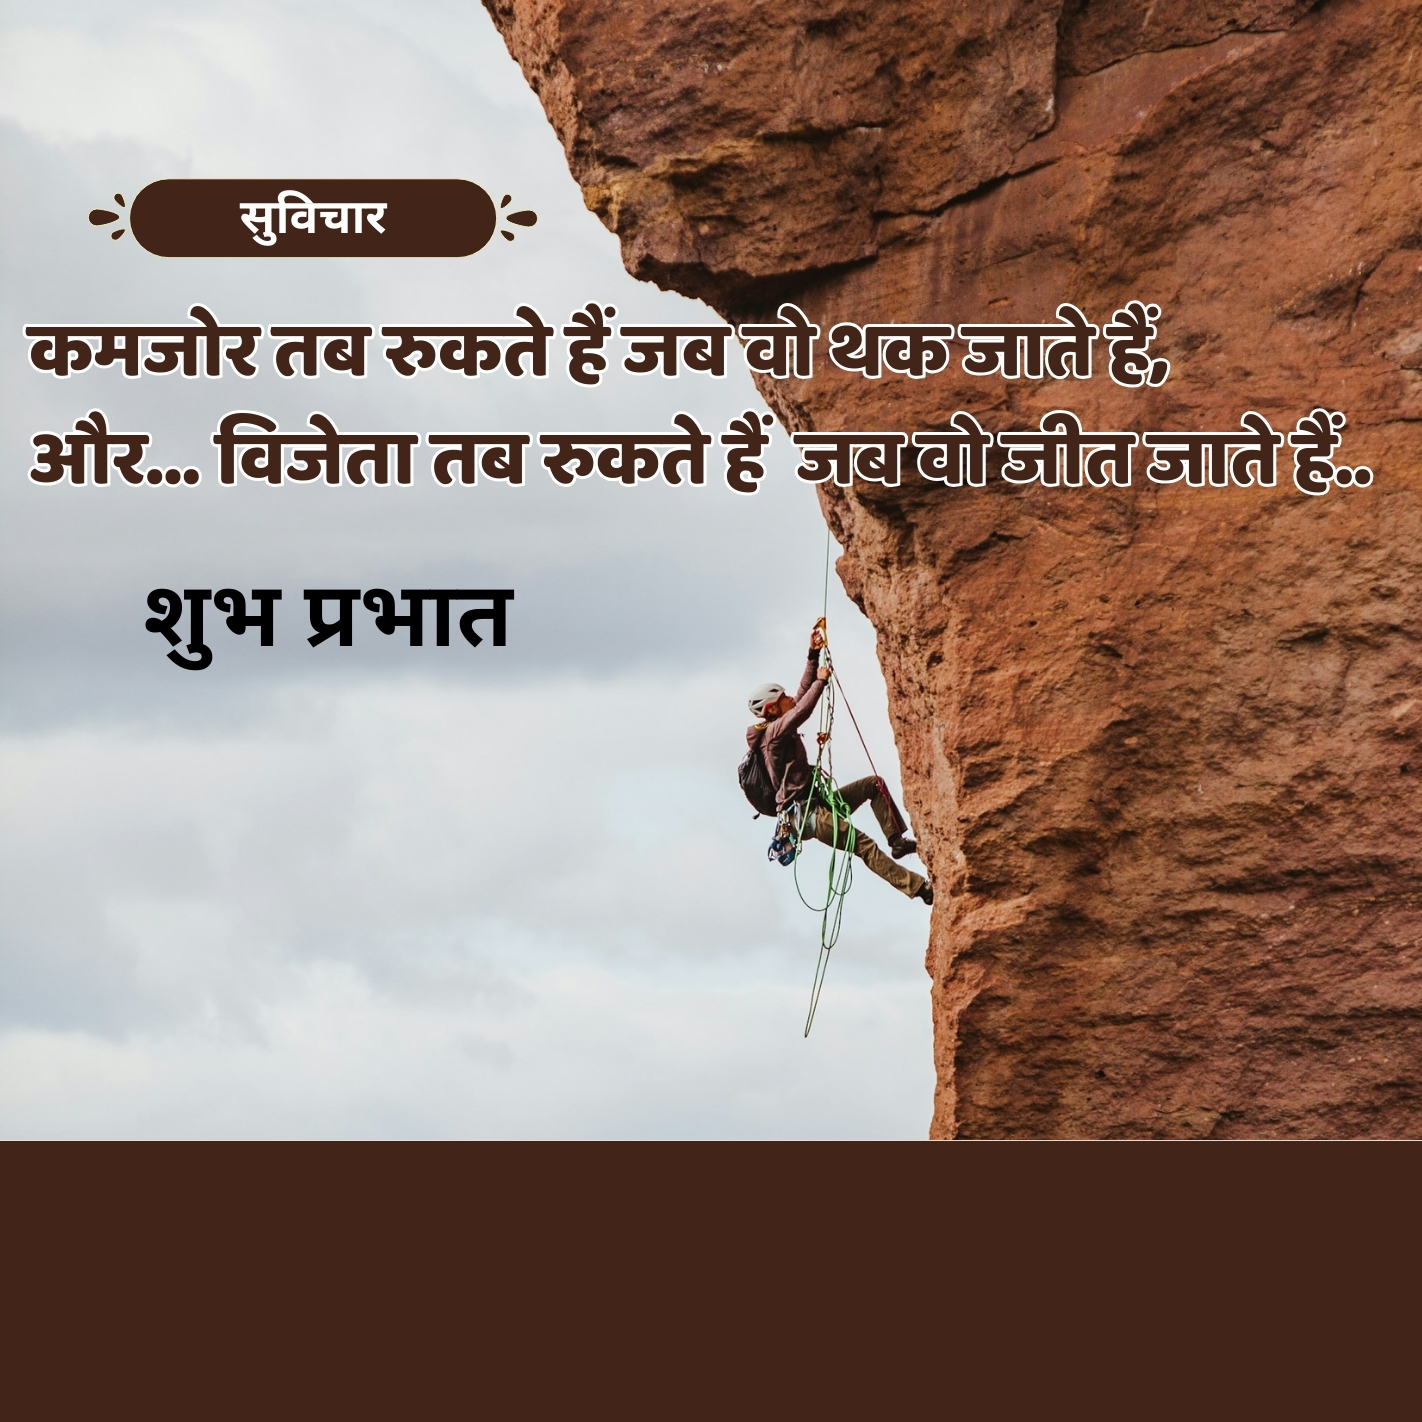 सुविचार
कमजोर तब रुकते हैं जब वो थक जाते हैं,
और... विजेता तब रुकते हैं जब वो जीत जाते हैं..
शुभ प्रभात